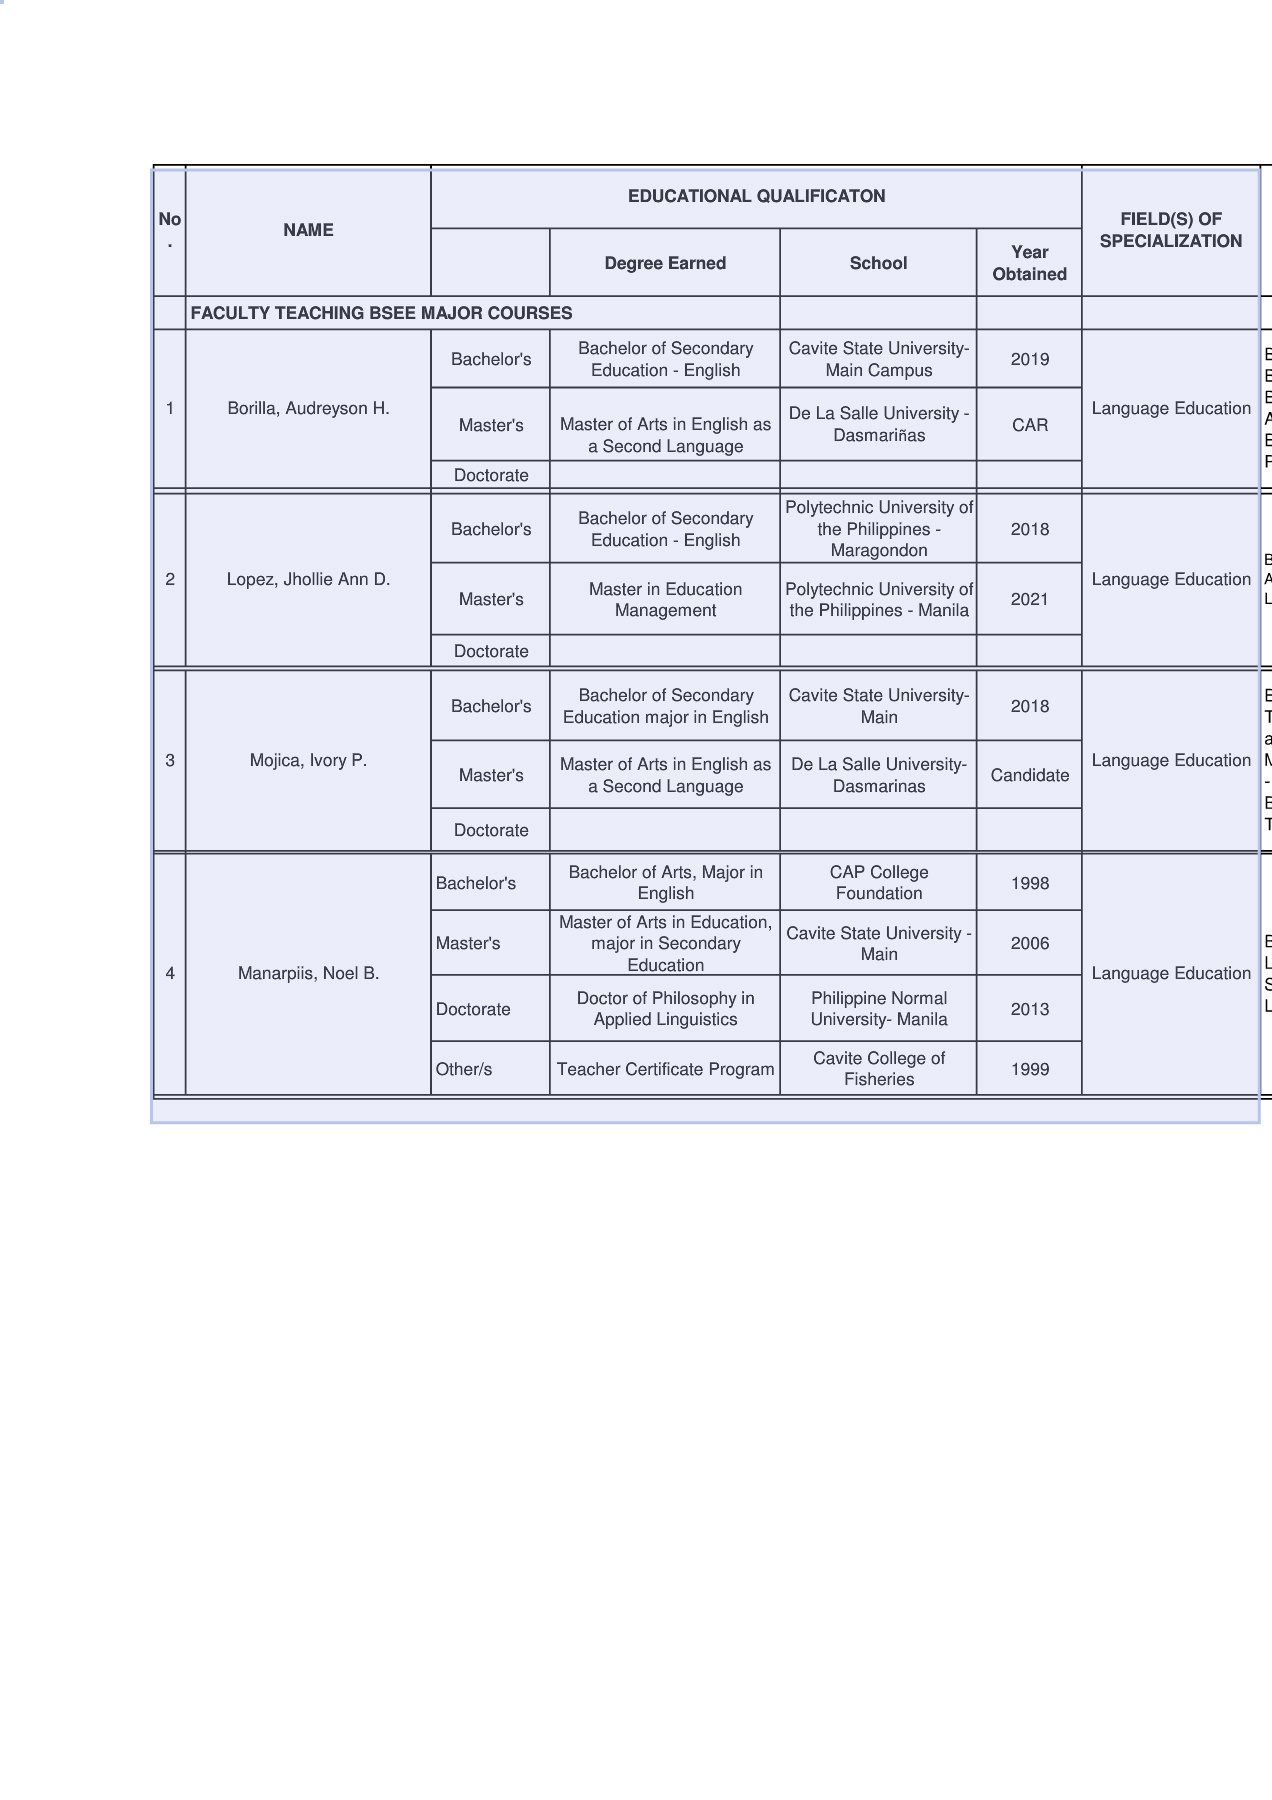 No
.
NAME
EDUCATIONAL QUALIFICATON
FIELD(S) OF
SPECIALIZATION
Degree Earned
School
Year
Obtained
FACULTY TEACHING BSEE MAJOR COURSES
1
Borilla, Audreyson H.
Bachelor's
Bachelor of Secondary
Education - English
Cavite State University-
Main Campus
2019
Language Education
Master's
Master of Arts in English as
a Second Language
De La Salle University -
Dasmariñas
CAR
Doctorate
2
Lopez, Jhollie Ann D.
Bachelor's
Bachelor of Secondary
Education - English
Polytechnic University of
the Philippines -
Maragondon
2018
Language Education
Master's
Master in Education
Management
Polytechnic University of
the Philippines - Manila
2021
Doctorate
3
Mojica, Ivory P.
Bachelor's
Bachelor of Secondary
Education major in English
Cavite State University-
Main
2018
Language Education
Master's
Master of Arts in English as
a Second Language
De La Salle University-
Dasmarinas
Candidate
Doctorate
4
Manarpiis, Noel B.
Bachelor's
Bachelor of Arts, Major in
English
CAP College
Foundation
1998
Language Education
Master's
Master of Arts in Education,
major in Secondary
Education
Cavite State University -
Main
2006
Doctorate
Doctor of Philosophy in
Applied Linguistics
Philippine Normal
University- Manila
2013
Other/s
Teacher Certificate Program
Cavite College of
Fisheries
1999